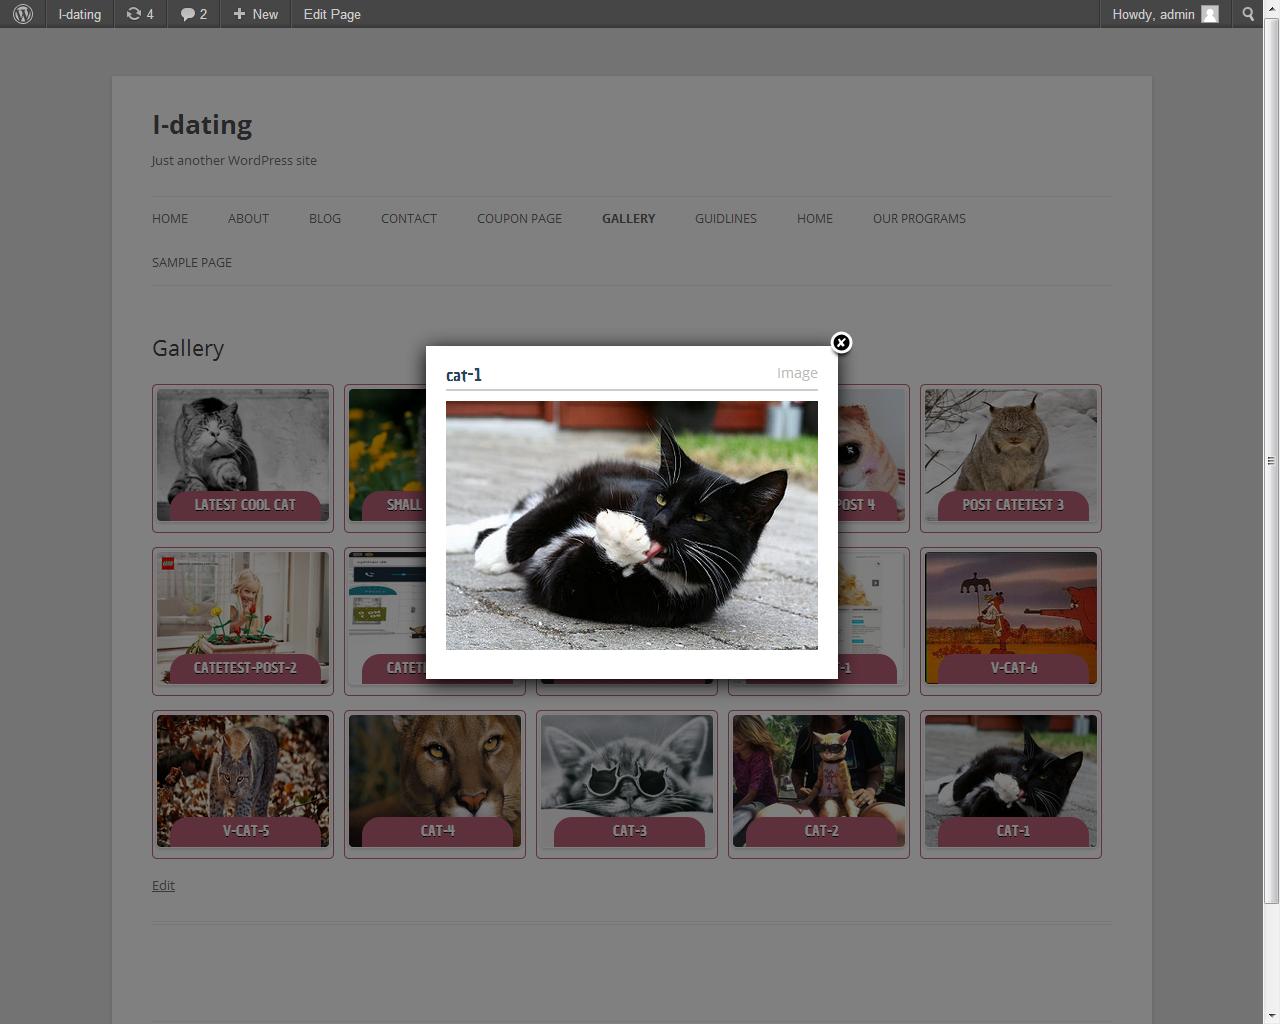 I-dating 4 2 New Edit Page Howdy, admin
I-dating
Just another WordPress site
HOME ABOUT BLOG CONTACT COUPON PAGE GALLERY GUIDLINES HOME OUR PROGRAMS
SAMPLE PAGE
Gallery
cat-1 Image
LATEST COOL CAT SMALL POST 4 POST CATETEST 3
CATETEST-POST-2 V-CAT-6
V-CAT-5 CAT-4 CAT-3 CAT-2 CAT-1
Edit